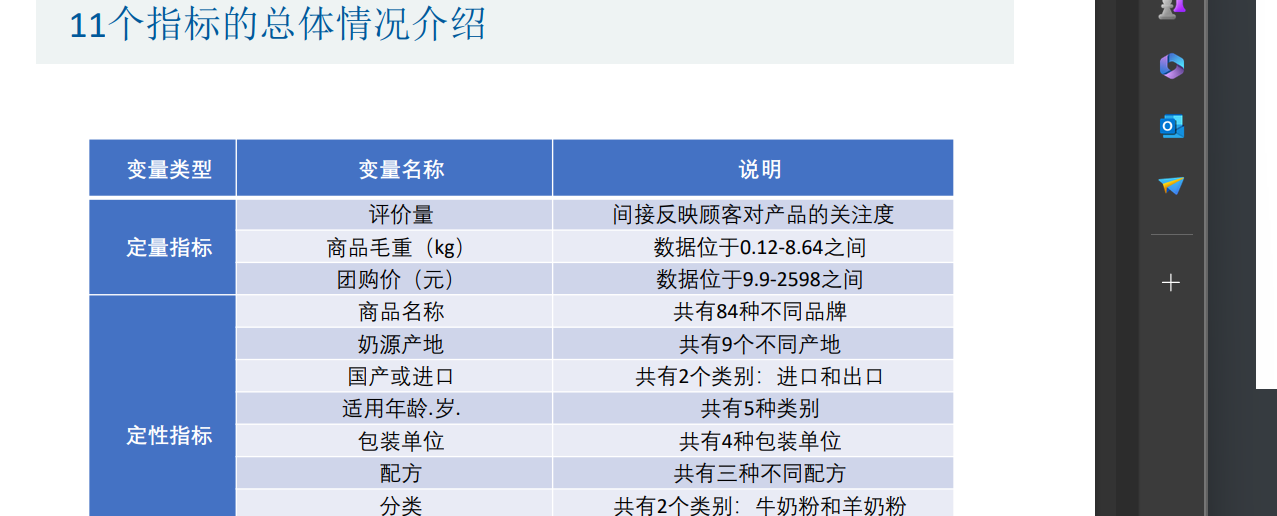 11个指标的总体情况介绍
变量类型 变量名称 说明
定量指标
评价量 间接反映顾客对产品的关注度
商品毛重（kg） 数据位于0.12-8.64之间
团购价（元） 数据位于9.9-2598之间
定性指标
商品名称 共有84种不同品牌
奶源产地 共有9个不同产地
国产或进口 共有2个类别：进口和出口
适用年龄.岁. 共有5种类别
包装单位 共有4种包装单位
配方 共有三种不同配方
分类 共有2个类别：牛奶粉和羊奶粉